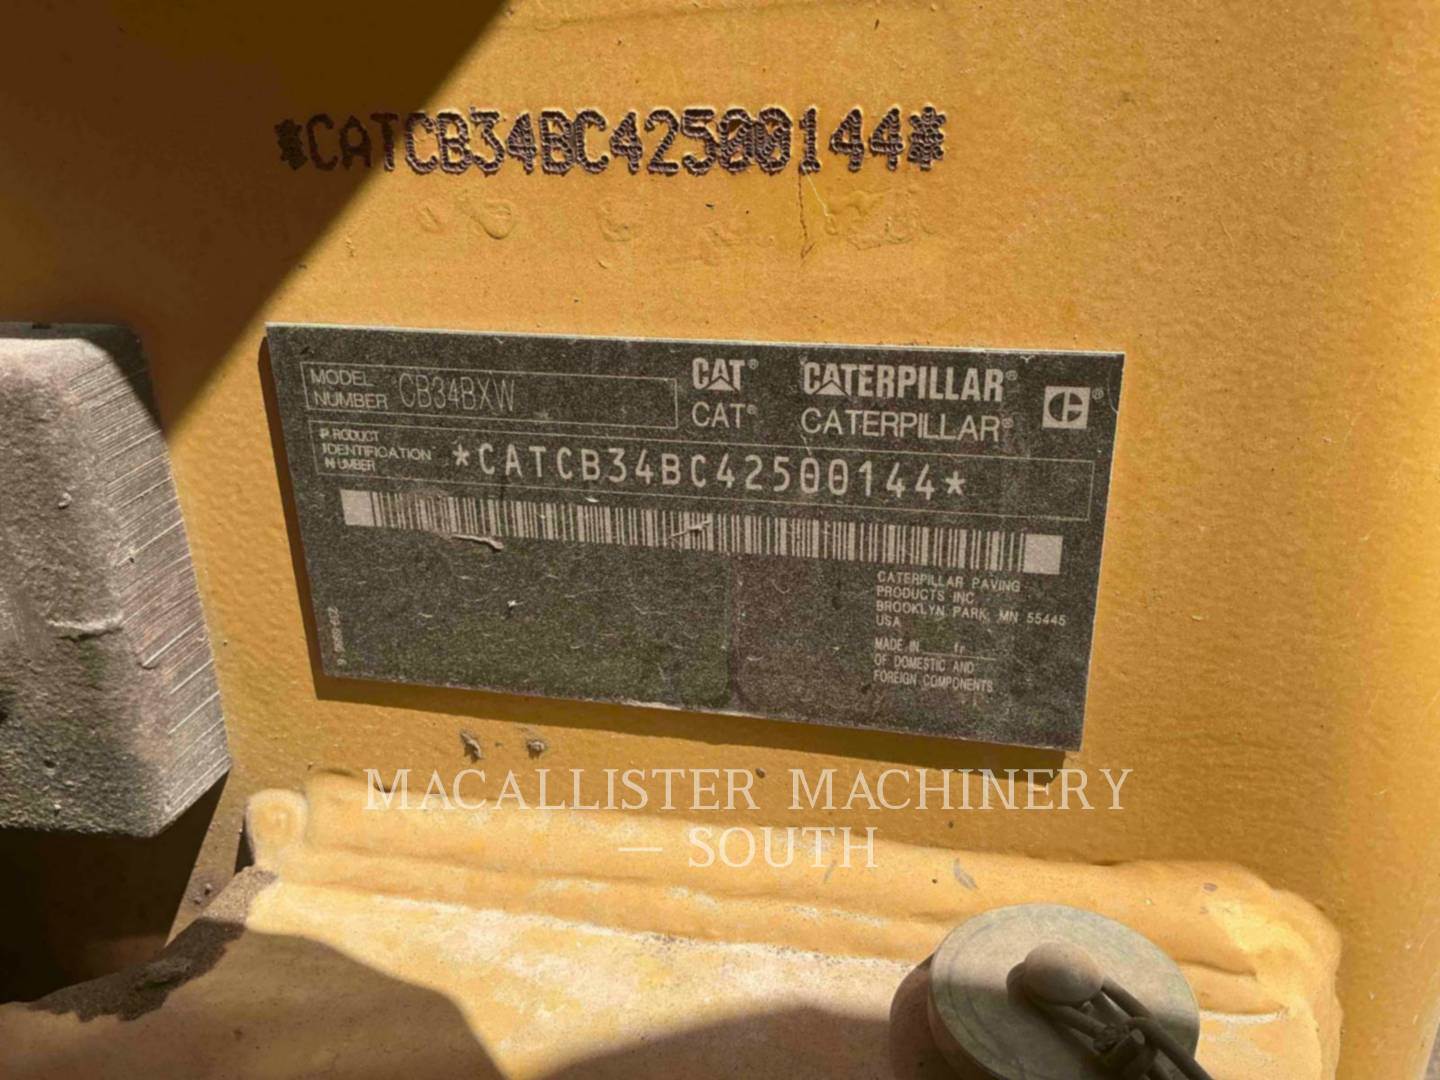 *CATCB34BC42500144*
MODEL NUMBER CB34BXW
CAT® CATERPILLAR®
CAT® CATERPILLAR®
PRODUCT IDENTIFICATION NUMBER *CATCB34BC42500144*
CATERPILLAR PAVING
PRODUCTS INC
BROOKLYN PARK, MN 55445
USA
MADE IN fr
OF DOMESTIC AND
FOREIGN COMPONENTS
MACALLISTER MACHINERY
— SOUTH